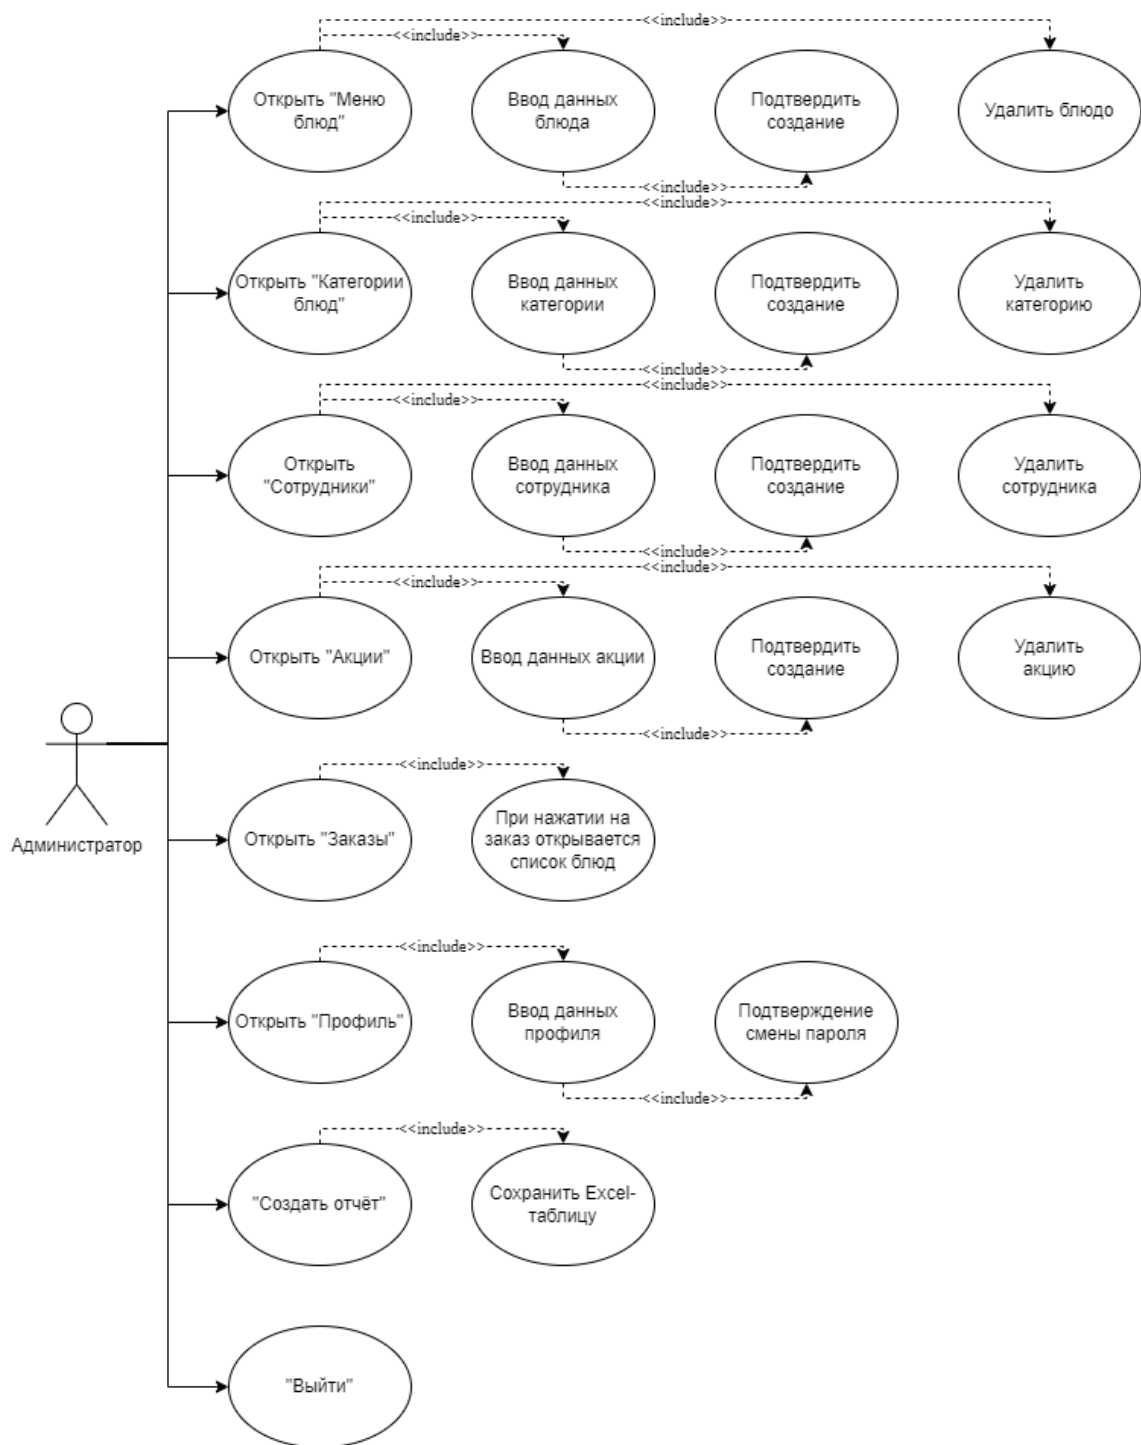 <<include>>
<<include>>
Открыть "Меню
блюд"
Ввод данных
блюда
Подтвердить
создание
Удалить блюдо
<<include>>
<<include>>
<<include>>
Открыть "Категории
блюд"
Ввод данных
категории
Подтвердить
создание
Удалить
категорию
<<include>>
<<include>>
<<include>>
Открыть
"Сотрудники"
Ввод данных
сотрудника
Подтвердить
создание
Удалить
сотрудника
<<include>>
<<include>>
<<include>>
Открыть "Акции"
Ввод данных акции
Подтвердить
создание
Удалить
акцию
<<include>>
Администратор
<<include>>
Открыть "Заказы"
При нажатии на
заказ открывается
список блюд
<<include>>
Открыть "Профиль"
Ввод данных
профиля
Подтверждение
смены пароля
<<include>>
<<include>>
"Создать отчёт"
Сохранить Excel-
таблицу
"Выйти"